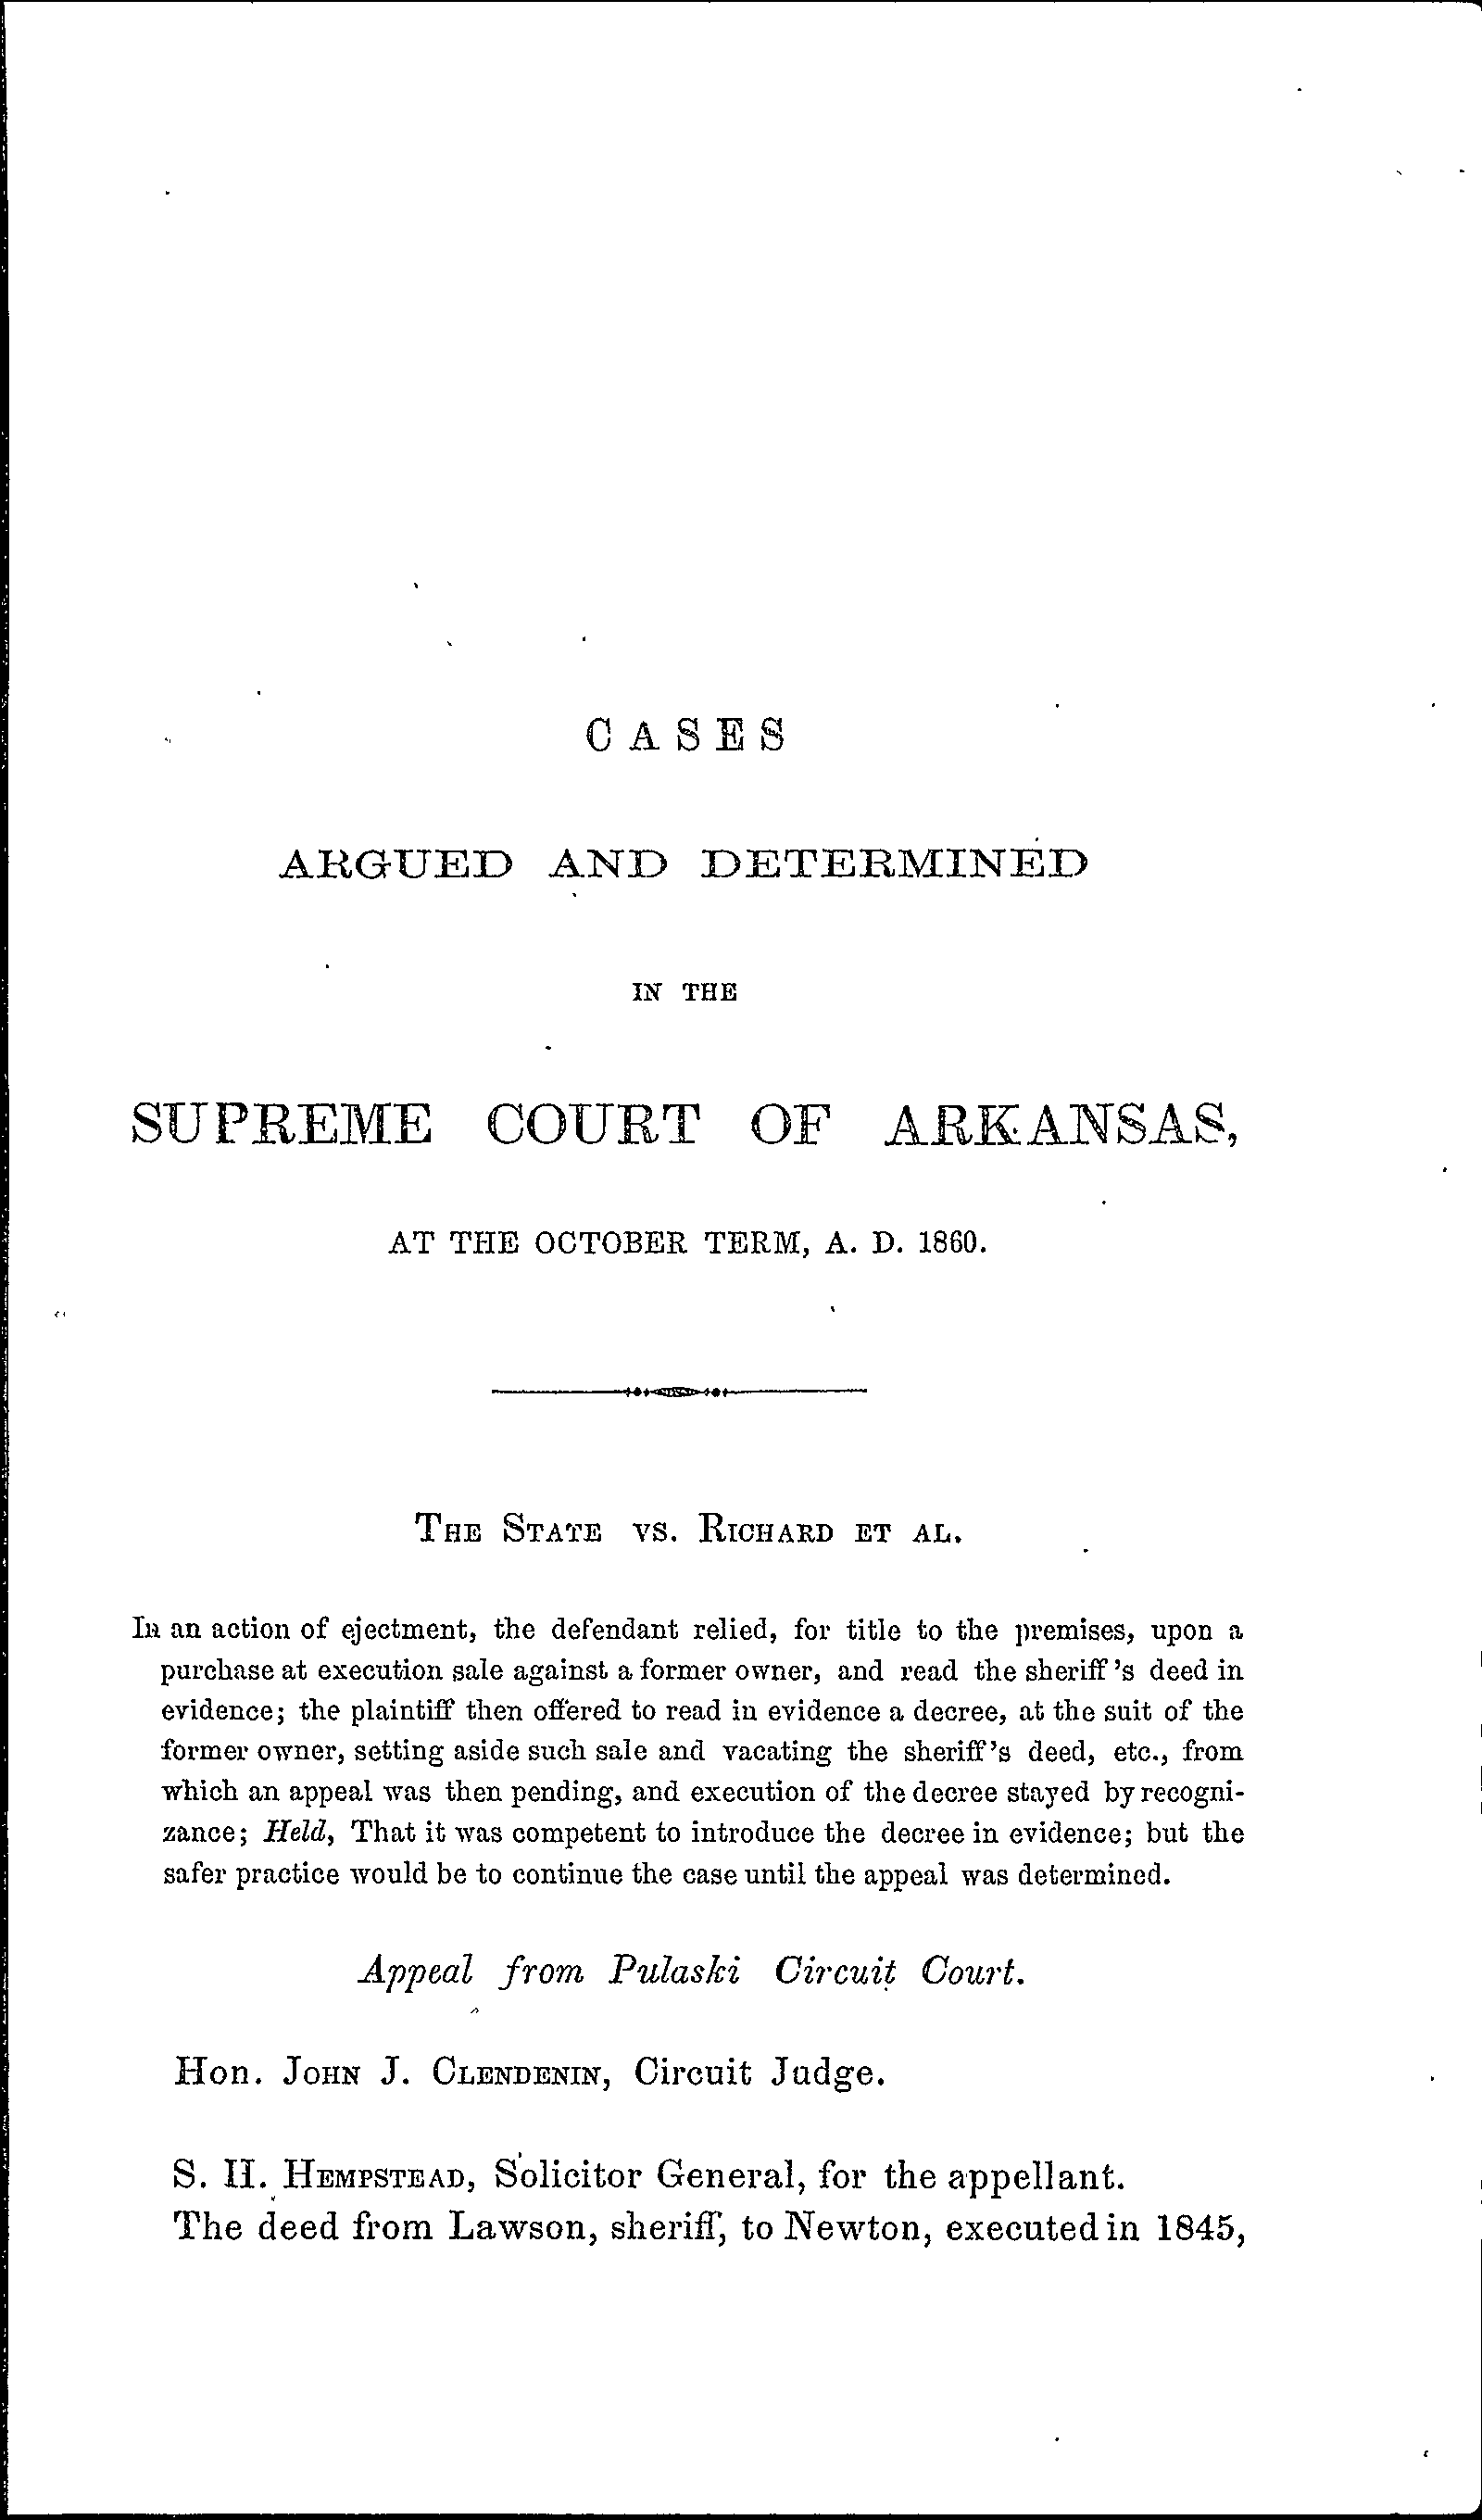 CASES
ARGUED AND DETERMINED
IN THE
SUPREME COURT OF ARKANSAS,
AT THE OCTOBER TERM, A. D. 1860.
THE STATE VS. RICHARD ET AL.
In an action of ejectment, the defendant relied, for title to the premises, upon a
purchase at execution sale against a former owner, and read the sheriff's deed in
evidence; the plaintiff then offered to read in evidence a decree, at the suit of the
former owner, setting aside such sale and vacating the sheriff's deed, etc., from
which an appeal was then pending, and execution of the decree stayed by recogni-
zance; Held, That it was competent to introduce the decree in evidence; but the
safer practice would be to continue the case until the appeal was determined.
Appeal from Pulaski Circuit Court.
Hon. JOHN J. CLENDENIN, Circuit Judge.
S. H. HEMPSTEAD, Solicitor General, for the appellant.
The deed from Lawson, sheriff, to Newton, executed in 1845,